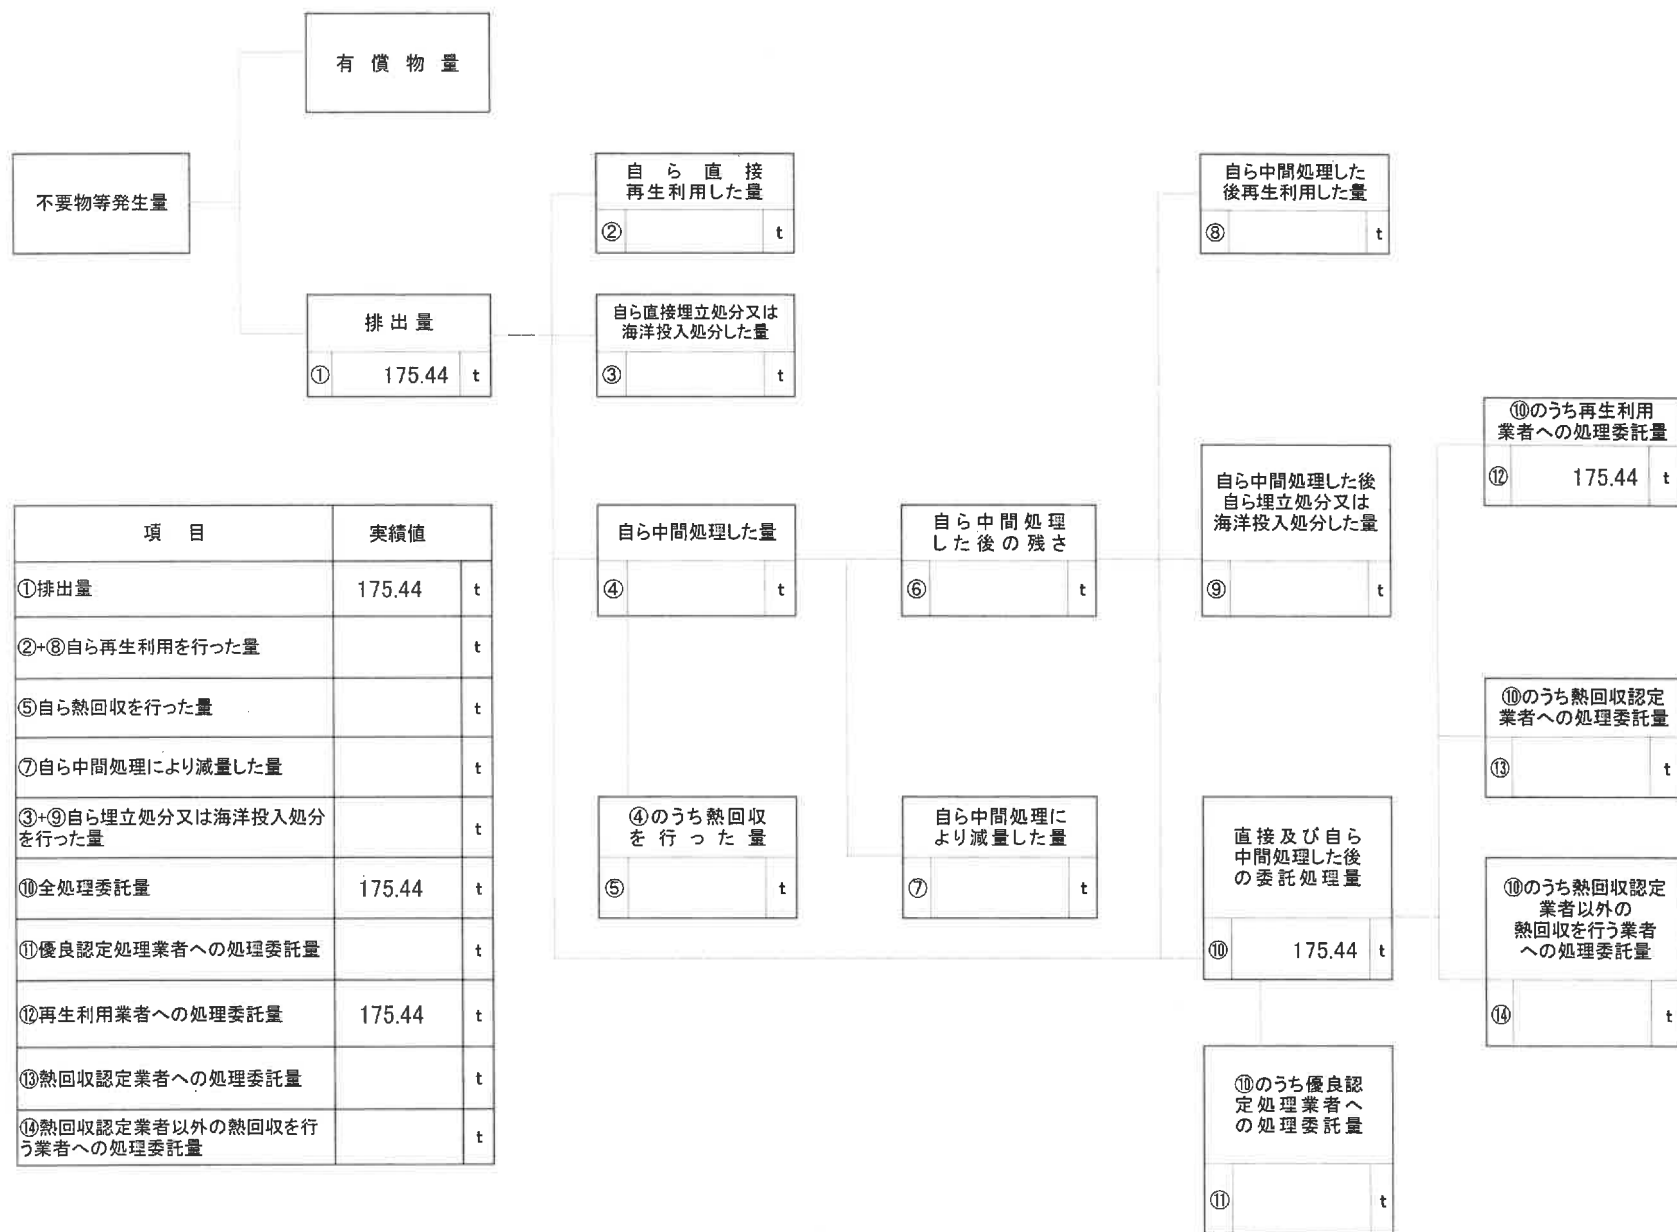 有償物量
不要物等発生量
排出量
① 175.44 t
自ら直接
再生利用した量
② t
自ら直接埋立処分又は
海洋投入処分した量
③ t
自ら中間処理した量
④ t
④のうち熱回収
を行った量
⑤ t
自ら中間処理
した後の残さ
⑥ t
自ら中間処理に
より減量した量
⑦ t
自ら中間処理した
後再生利用した量
⑧ t
自ら中間処理した後
自ら埋立処分又は
海洋投入処分した量
⑨ t
直接及び自ら
中間処理した後
の委託処理量
⑩ 175.44 t
⑩のうち優良認
定処理業者へ
の処理委託量
⑪ t
⑩のうち再生利用
業者への処理委託量
⑫ 175.44 t
⑩のうち熱回収認定
業者への処理委託量
⑬ t
⑩のうち熱回収認定
業者以外の
熱回収を行う業者
への処理委託量
⑭ t
項目 実績値
①排出量 175.44 t
②+⑧自ら再生利用を行った量 t
⑤自ら熱回収を行った量 t
⑦自ら中間処理により減量した量 t
③+⑨自ら埋立処分又は海洋投入処分
を行った量 t
⑩全処理委託量 175.44 t
⑪優良認定処理業者への処理委託量 t
⑫再生利用業者への処理委託量 175.44 t
⑬熱回収認定業者への処理委託量 t
⑭熱回収認定業者以外の熱回収を行
う業者への処理委託量 t